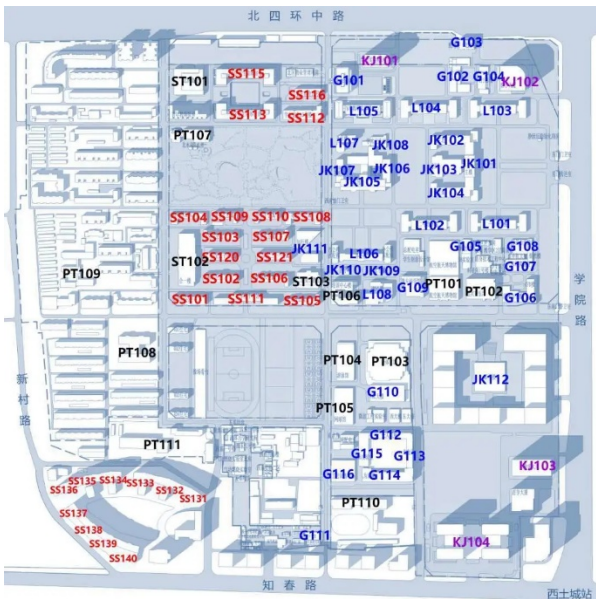 北四环中路
G103
KJ101
SS115
G101
G102
G104
KJ102
ST101
SS116
SS113
SS112
L105
L104
L103
PT107
L107
JK108
JK102
JK107
JK106
JK103
JK101
JK105
JK104
SS104
SS109
SS110
SS108
L102
L101
SS103
SS107
JK111
G105
G108
ST102
SS120
SS121
L106
G107
PT109
SS102
SS106
ST103
JK110
JK109
PT101
PT102
学院路
SS101
SS111
SS105
PT106
L108
G109
G106
PT108
PT104
PT103
JK112
新村路
G110
PT105
PT111
G112
G115
G113
G116
G114
KJ103
SS135
SS134
SS133
SS136
SS132
SS131
SS137
PT110
SS138
SS139
G111
KJ104
SS140
知春路
西土城站